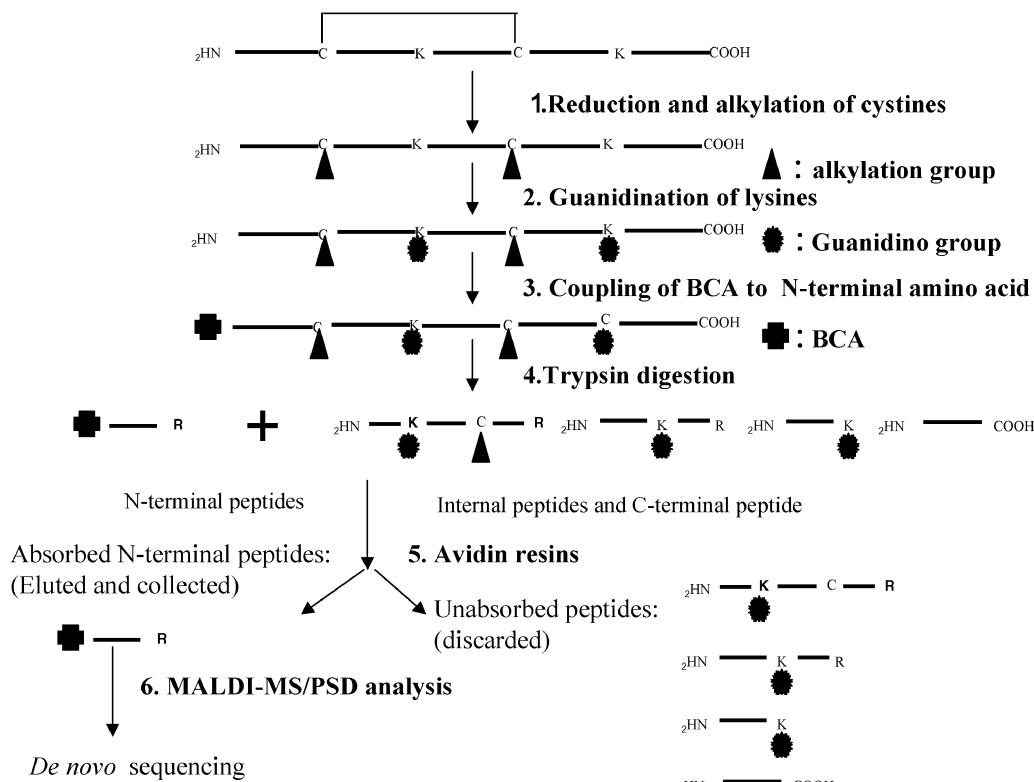 ₂HN C K C K COOH
1.Reduction and alkylation of cystines
₂HN C K C K COOH
: alkylation group
2. Guanidination of lysines
₂HN C K C K COOH
: Guanidino group
3. Coupling of BCA to N-terminal amino acid
C K C C COOH
: BCA
4.Trypsin digestion
R + ₂HN K C R ₂HN K R ₂HN K ₂HN COOH
N-terminal peptides
Internal peptides and C-terminal peptide
Absorbed N-terminal peptides:
(Eluted and collected)
5. Avidin resins
Unabsorbed peptides:
(discarded)
₂HN K C R
R
₂HN K R
6. MALDI-MS/PSD analysis
₂HN K
De novo sequencing